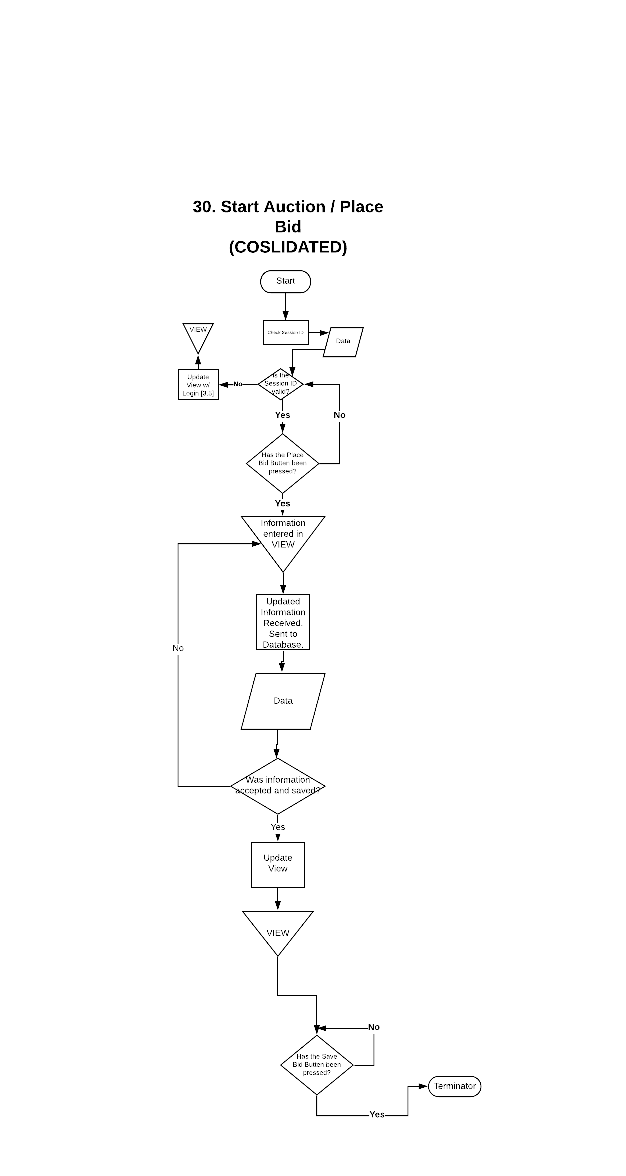 30. Start Auction / Place
Bid
(COSLIDATED)
Start
Check Session ID
Data
VIEW
Update
View w/
Login [3.5]
No
Is the
Session ID
valid?
Yes
No
Has the Place
Bid Button been
pressed?
Yes
Information
entered in
VIEW
Updated
Information
Received.
Sent to
Database.
No
Data
Was information
accepted and saved?
Yes
Update
View
VIEW
No
Has the Save
Bid Button been
pressed?
Terminator
Yes